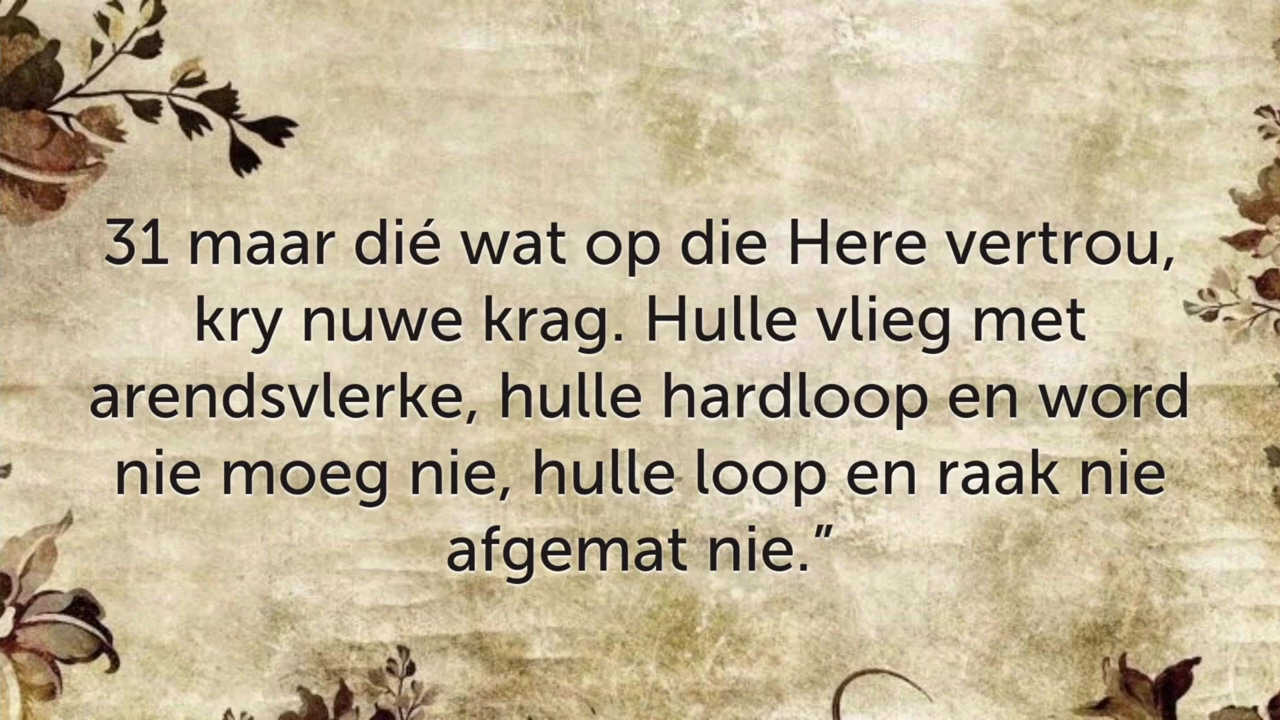 31 maar dié wat op die Here vertrou,
kry nuwe krag. Hulle vlieg met
arendsvlerke, hulle hardloop en word
nie moeg nie, hulle loop en raak nie
afgemat nie.”